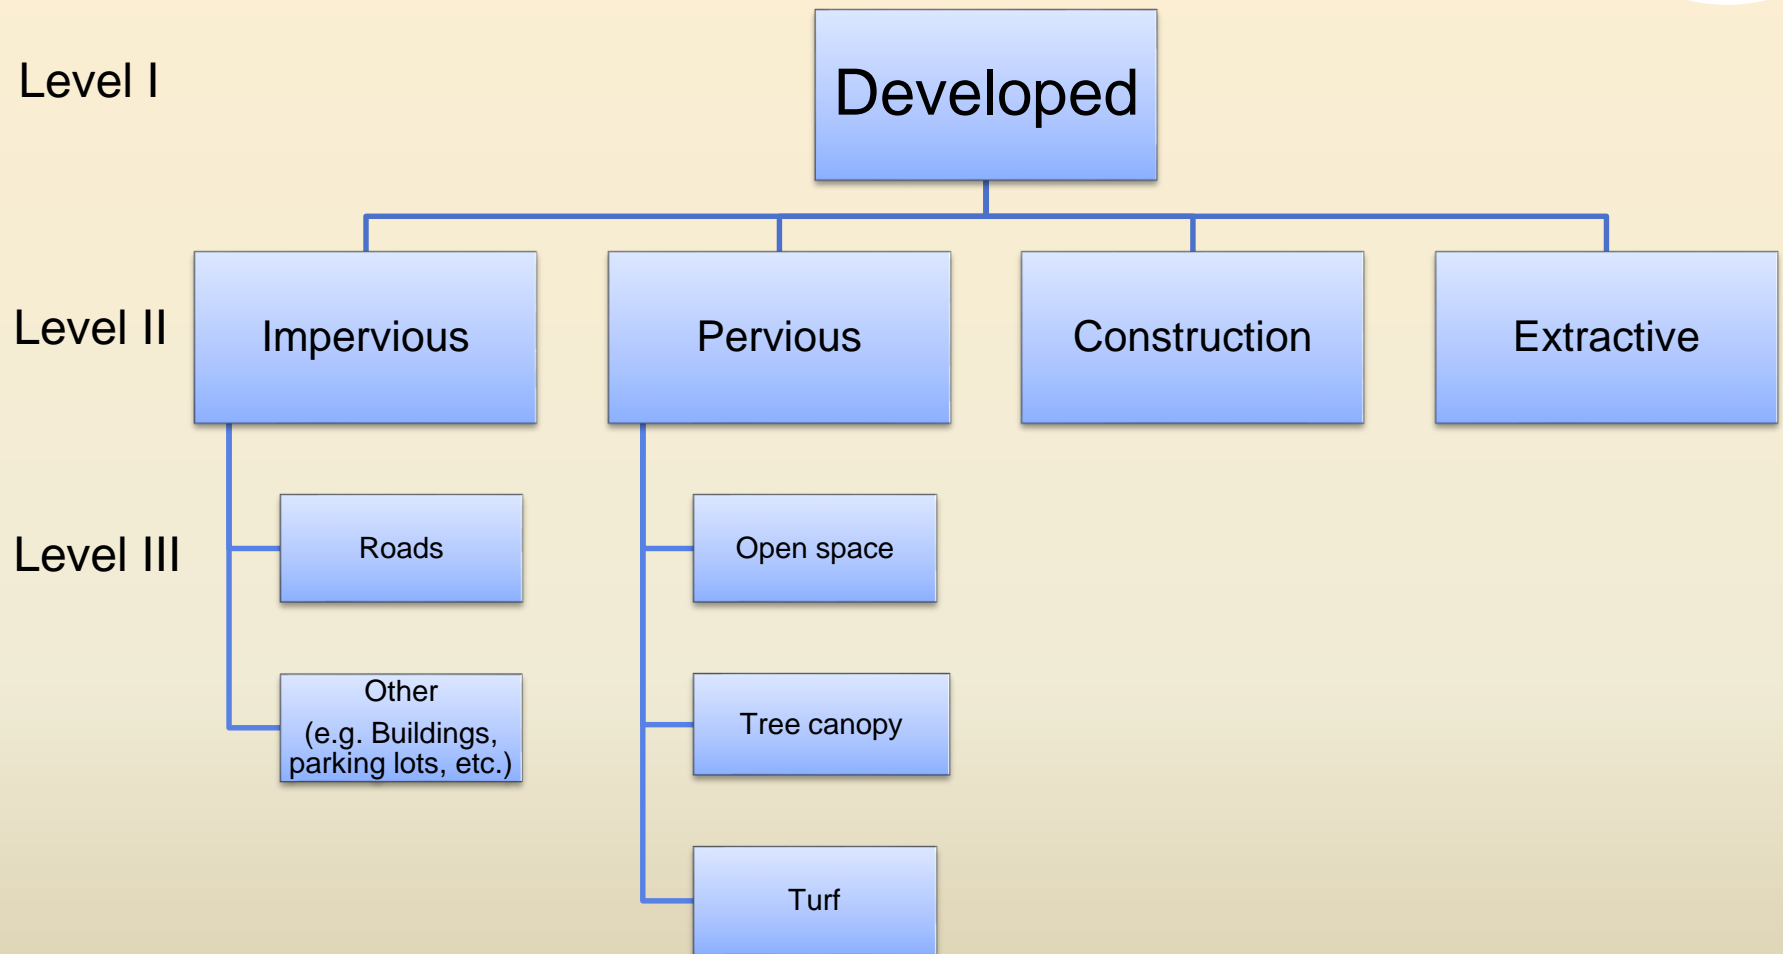 Level I
Developed
Level II
Impervious
Pervious
Construction
Extractive
Level III
Roads
Open space
Other
(e.g. Buildings,
parking lots, etc.)
Tree canopy
Turf